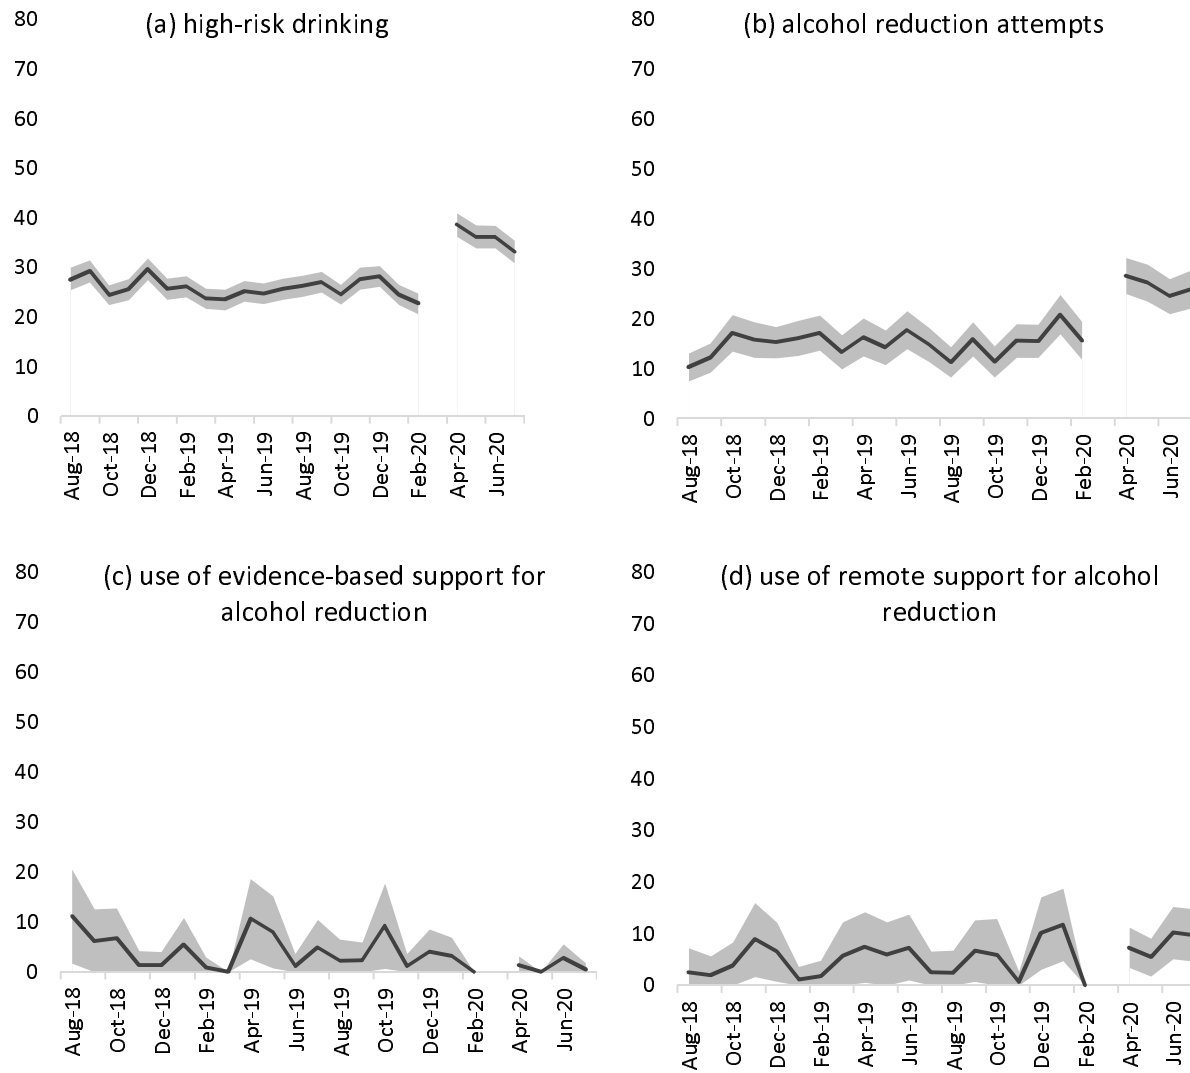 (a) high-risk drinking
80
70
60
50
40
30
20
10
0
Aug-18
Oct-18
Dec-18
Feb-19
Apr-19
Jun-19
Aug-19
Oct-19
Dec-19
Feb-20
Apr-20
Jun-20
(b) alcohol reduction attempts
80
70
60
50
40
30
20
10
0
Aug-18
Oct-18
Dec-18
Feb-19
Apr-19
Jun-19
Aug-19
Oct-19
Dec-19
Feb-20
Apr-20
Jun-20
(c) use of evidence-based support for
alcohol reduction
80
70
60
50
40
30
20
10
0
Aug-18
Oct-18
Dec-18
Feb-19
Apr-19
Jun-19
Aug-19
Oct-19
Dec-19
Feb-20
Apr-20
Jun-20
(d) use of remote support for alcohol
reduction
80
70
60
50
40
30
20
10
0
Aug-18
Oct-18
Dec-18
Feb-19
Apr-19
Jun-19
Aug-19
Oct-19
Dec-19
Feb-20
Apr-20
Jun-20